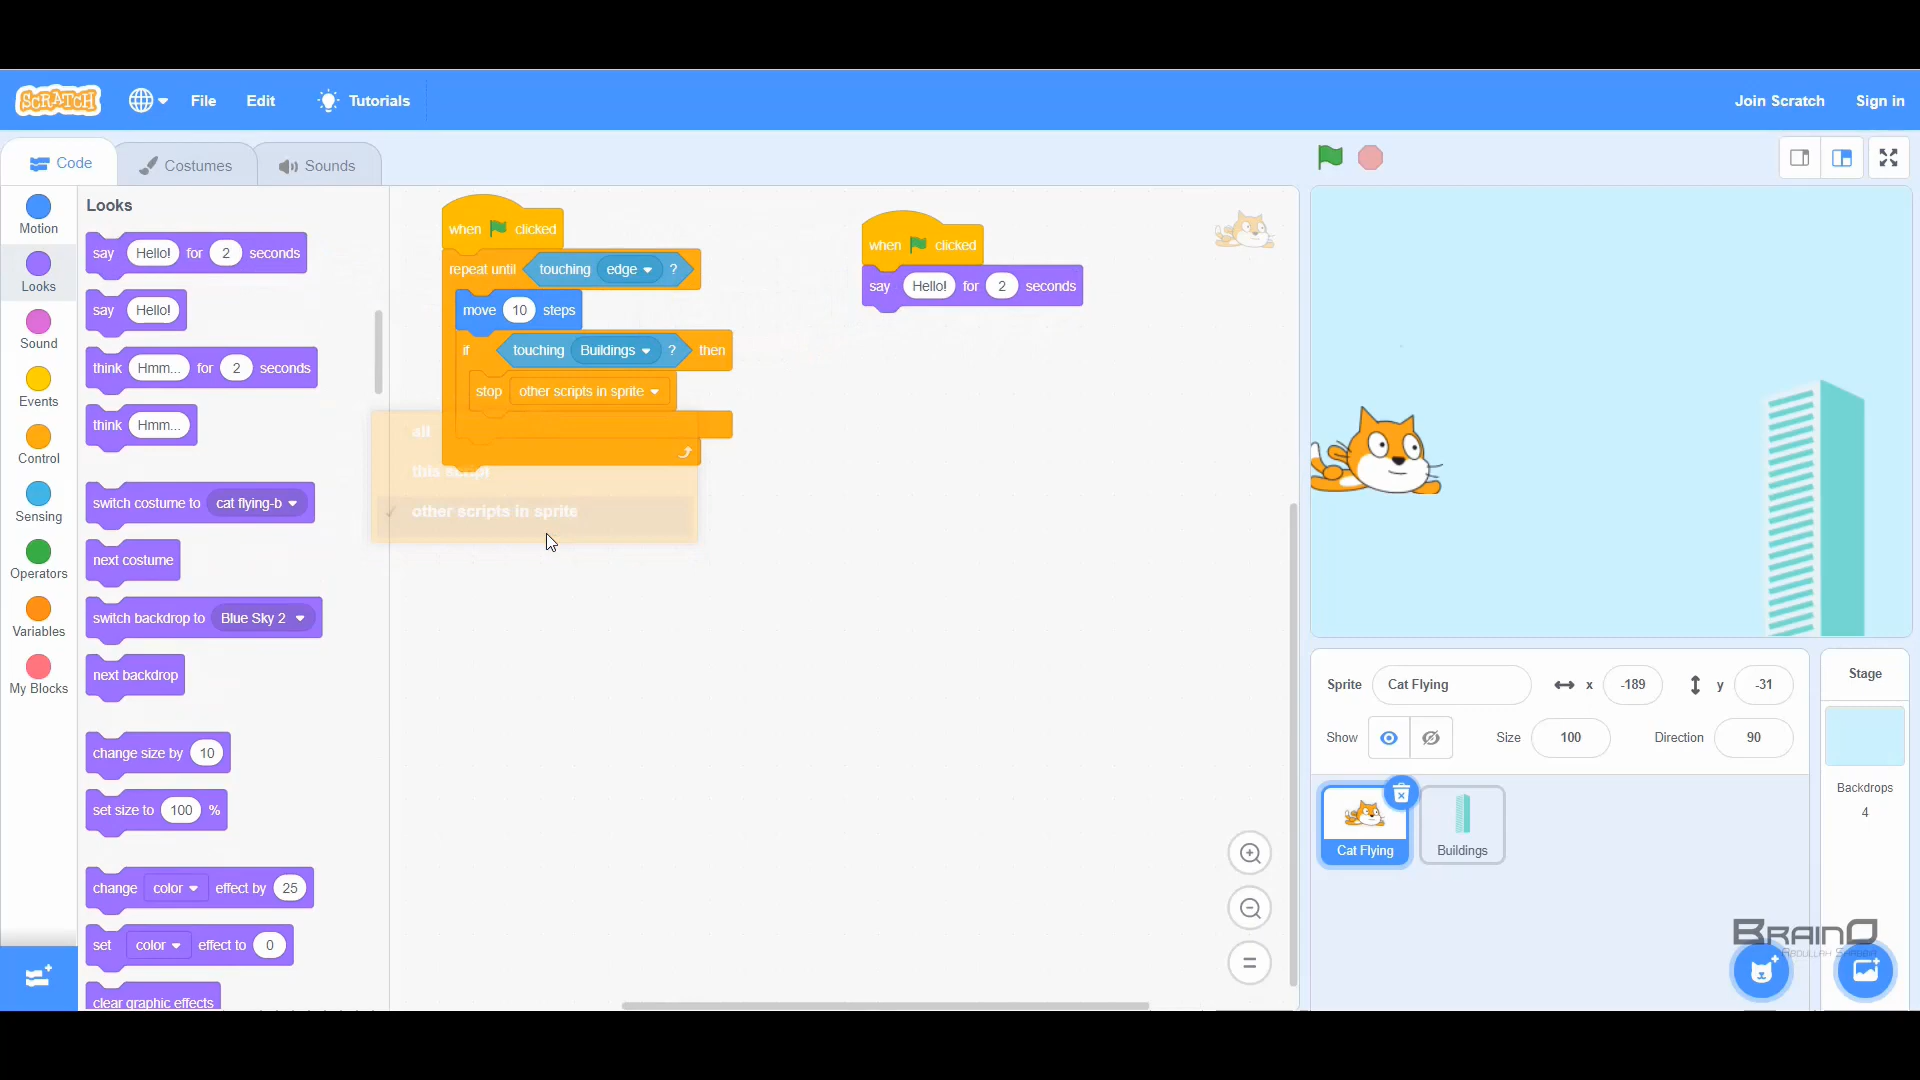 SCRATCH File Edit Tutorials Join Scratch Sign in
Code Costumes Sounds
Motion
Looks
Sound
Events
Control
Sensing
Operators
Variables
My Blocks
Looks
say Hello! for 2 seconds
say Hello!
think Hmm... for 2 seconds
think Hmm...
switch costume to cat flying-b
next costume
switch backdrop to Blue Sky 2
next backdrop
change size by 10
set size to 100 %
change color effect by 25
set color effect to 0
clear graphic effects
when clicked
repeat until touching edge ?
move 10 steps
if touching Buildings ? then
stop other scripts in sprite
all
this script
other scripts in sprite
when clicked
say Hello! for 2 seconds
Sprite Cat Flying x -189 y -31
Show Size 100 Direction 90
Cat Flying
Buildings
Stage
Backdrops
4
BRAINO